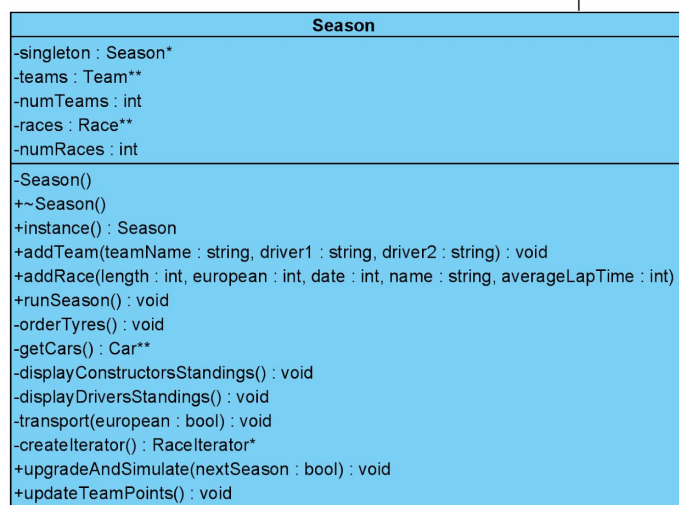 Season
-singleton : Season*
-teams : Team**
-numTeams : int
-races : Race**
-numRaces : int
-Season()
+~Season()
+instance() : Season
+addTeam(teamName : string, driver1 : string, driver2 : string) : void
+addRace(length : int, european : int, date : int, name : string, averageLapTime : int)
+runSeason() : void
-orderTyres() : void
-getCars() : Car**
-displayConstructorsStandings() : void
-displayDriversStandings() : void
-transport(european : bool) : void
-createIterator() : RaceIterator*
+upgradeAndSimulate(nextSeason : bool) : void
+updateTeamPoints() : void